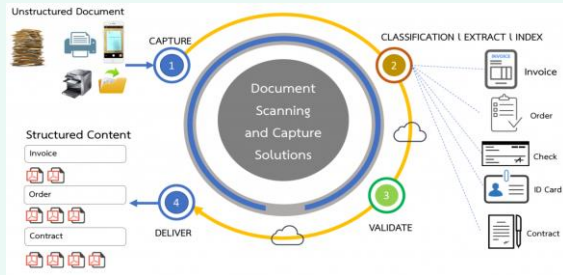 Unstructured Document
CAPTURE
1
CLASSIFICATION l EXTRACT l INDEX
2
INVOICE
Invoice
Order
Check
ID Card
Contract
Document
Scanning
and Capture
Solutions
3
VALIDATE
4
DELIVER
Structured Content
Invoice
Order
Contract